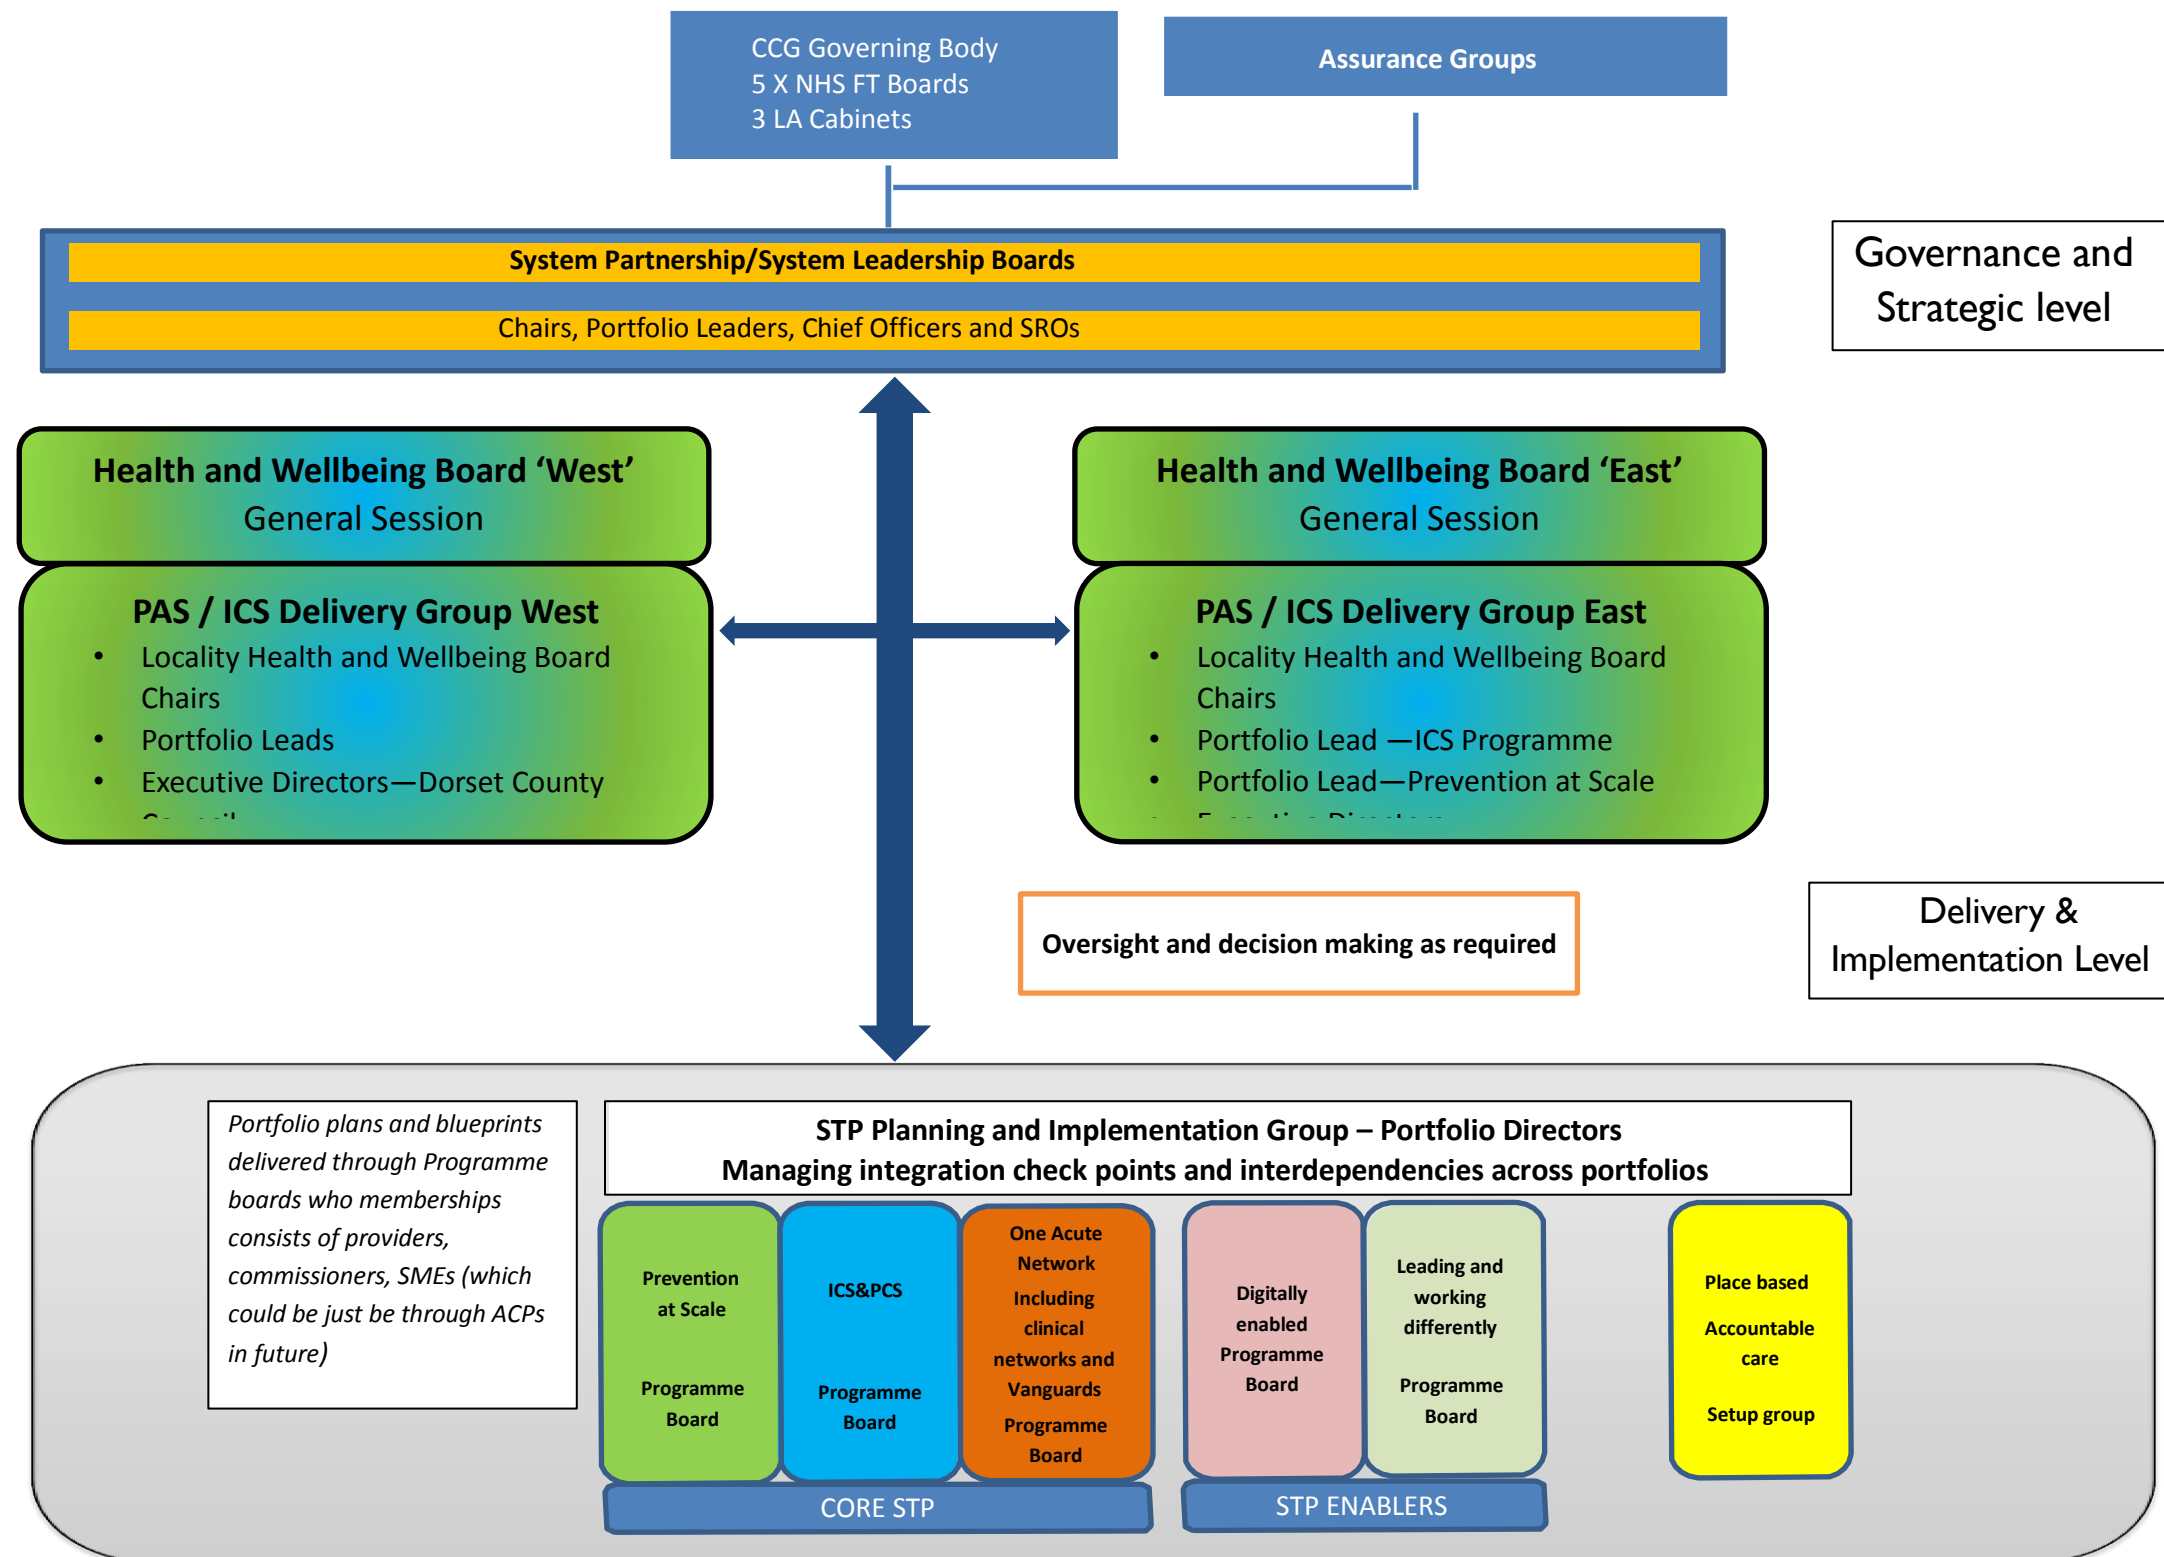 CCG Governing Body
5 X NHS FT Boards
3 LA Cabinets
Assurance Groups
System Partnership/System Leadership Boards
Chairs, Portfolio Leaders, Chief Officers and SROs
Governance and
Strategic level
Health and Wellbeing Board ‘West’
General Session
PAS / ICS Delivery Group West
• Locality Health and Wellbeing Board
Chairs
• Portfolio Leads
• Executive Directors—Dorset County
Health and Wellbeing Board ‘East’
General Session
PAS / ICS Delivery Group East
• Locality Health and Wellbeing Board
Chairs
• Portfolio Lead —ICS Programme
• Portfolio Lead—Prevention at Scale
Oversight and decision making as required
Delivery &
Implementation Level
Portfolio plans and blueprints
delivered through Programme
boards who memberships
consists of providers,
commissioners, SMEs (which
could be just be through ACPs
in future)
STP Planning and Implementation Group – Portfolio Directors
Managing integration check points and interdependencies across portfolios
Prevention
at Scale
Programme
Board
ICS&PCS
Programme
Board
One Acute
Network
Including
clinical
networks and
Vanguards
Programme
Board
Digitally
enabled
Programme
Board
Leading and
working
differently
Programme
Board
Place based
Accountable
care
Setup group
CORE STP
STP ENABLERS